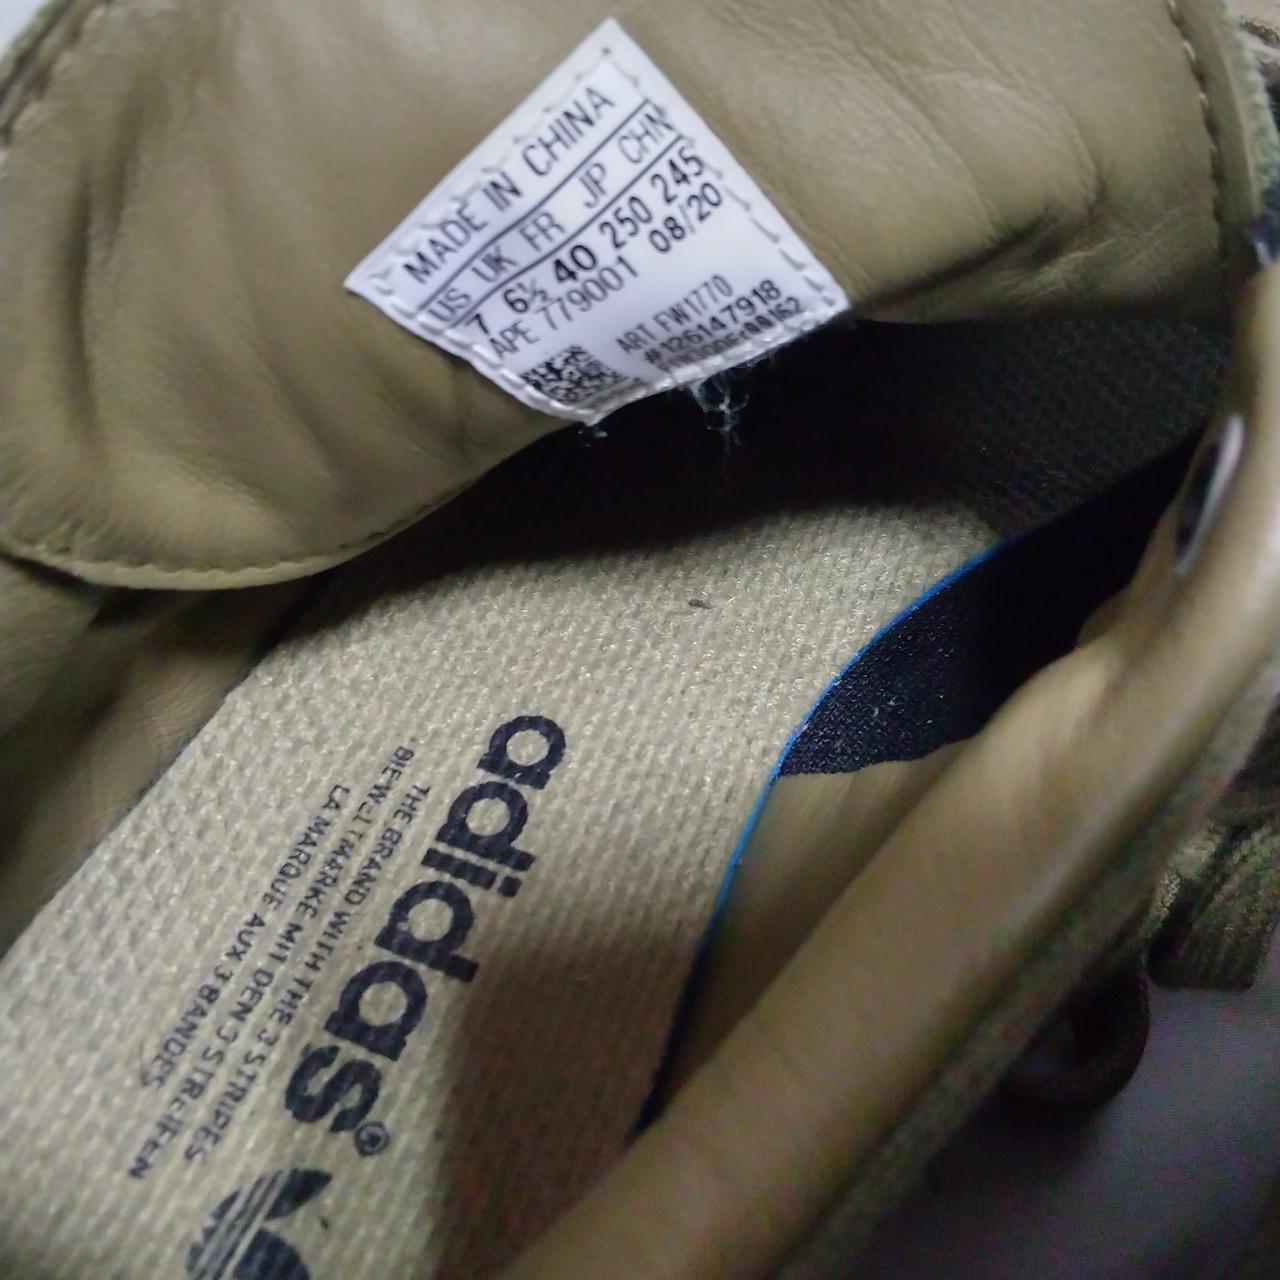 MADE IN CHINA
US UK FR JP CHN
7 6½ 40 250 245
APE 779001 08/20
ART FW1770
#126147918
adidas®
THE BRAND WITH THE 3 STRIPES
DIE WELTMARKE MIT DEN 3 STREIFEN
LA MARQUE AUX 3 BANDES